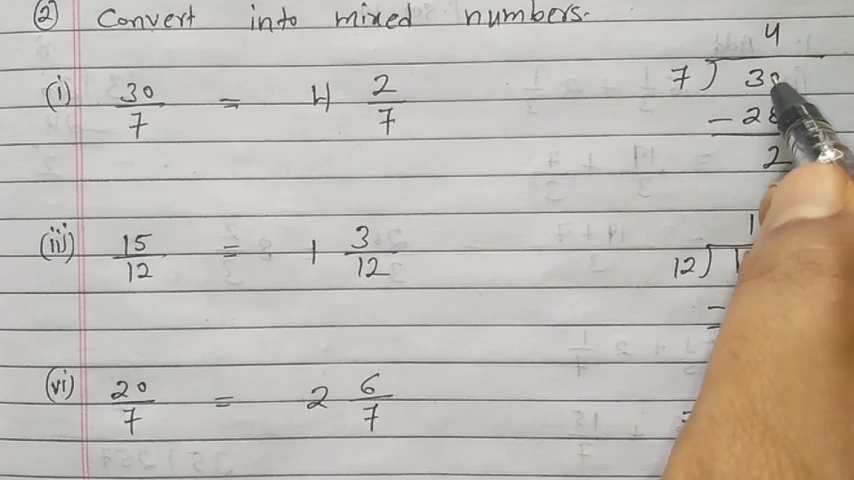 ② Convert into mixed numbers.
(i) 30/7 = 4 2/7
4
7) 30
- 28
2
(ii) 15/12 = 1 3/12
1
12)
(vi) 20/7 = 2 6/7